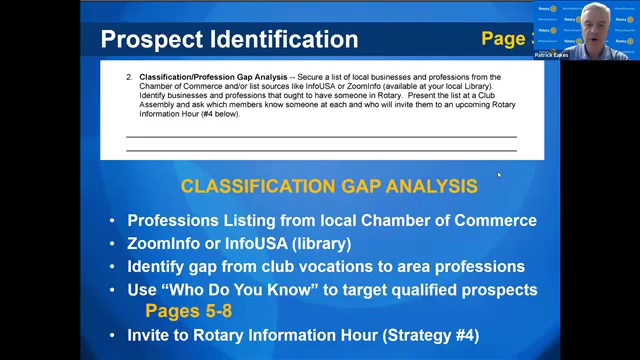 Prospect Identification
Page
2. Classification/Profession Gap Analysis -- Secure a list of local businesses and professions from the
Chamber of Commerce and/or list sources like InfoUSA or ZoomInfo (available at your local Library).
Identify businesses and professions that ought to have someone in Rotary. Present the list at a Club
Assembly and ask which members know someone at each and who will invite them to an upcoming Rotary
Information Hour (#4 below).
CLASSIFICATION GAP ANALYSIS
• Professions Listing from local Chamber of Commerce
• ZoomInfo or InfoUSA (library)
• Identify gap from club vocations to area professions
• Use “Who Do You Know” to target qualified prospects
Pages 5-8
• Invite to Rotary Information Hour (Strategy #4)
Rotary
Rotary
Patrick Eakes